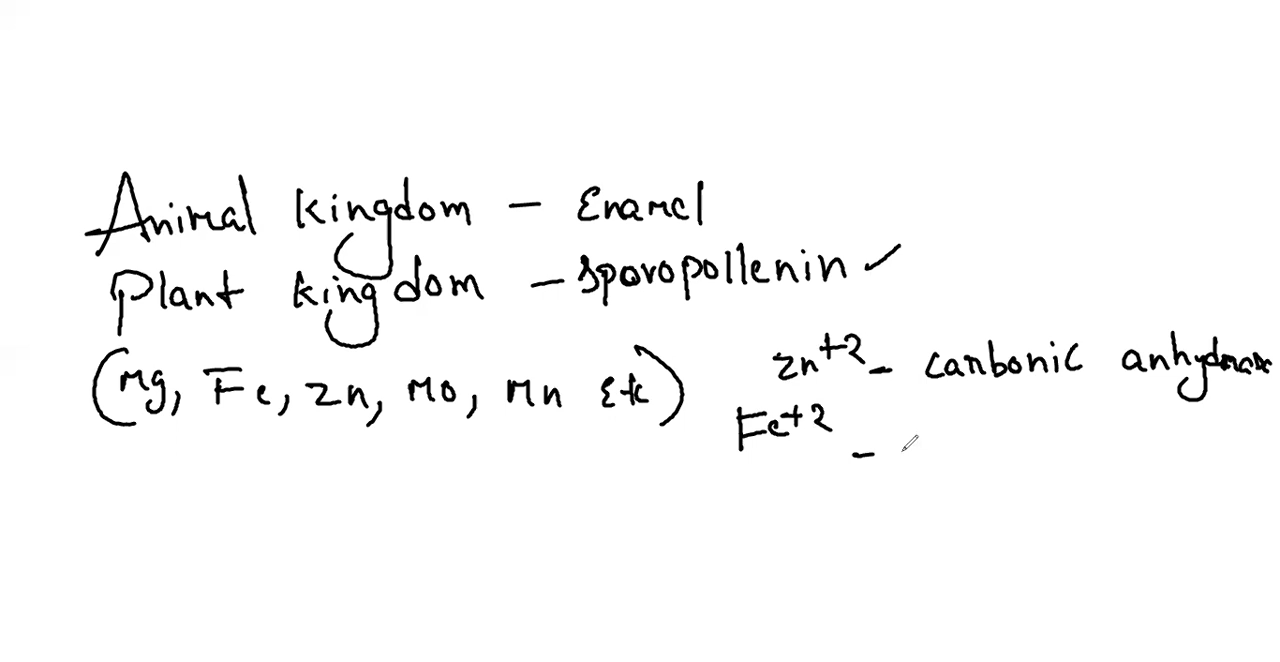 Animal kingdom - Enamel
Plant kingdom - sporopollenin ✓
(Mg, Fe, Zn, Mo, Mn Etc)
Zn+2 - carbonic anhydrase
Fe+2 -